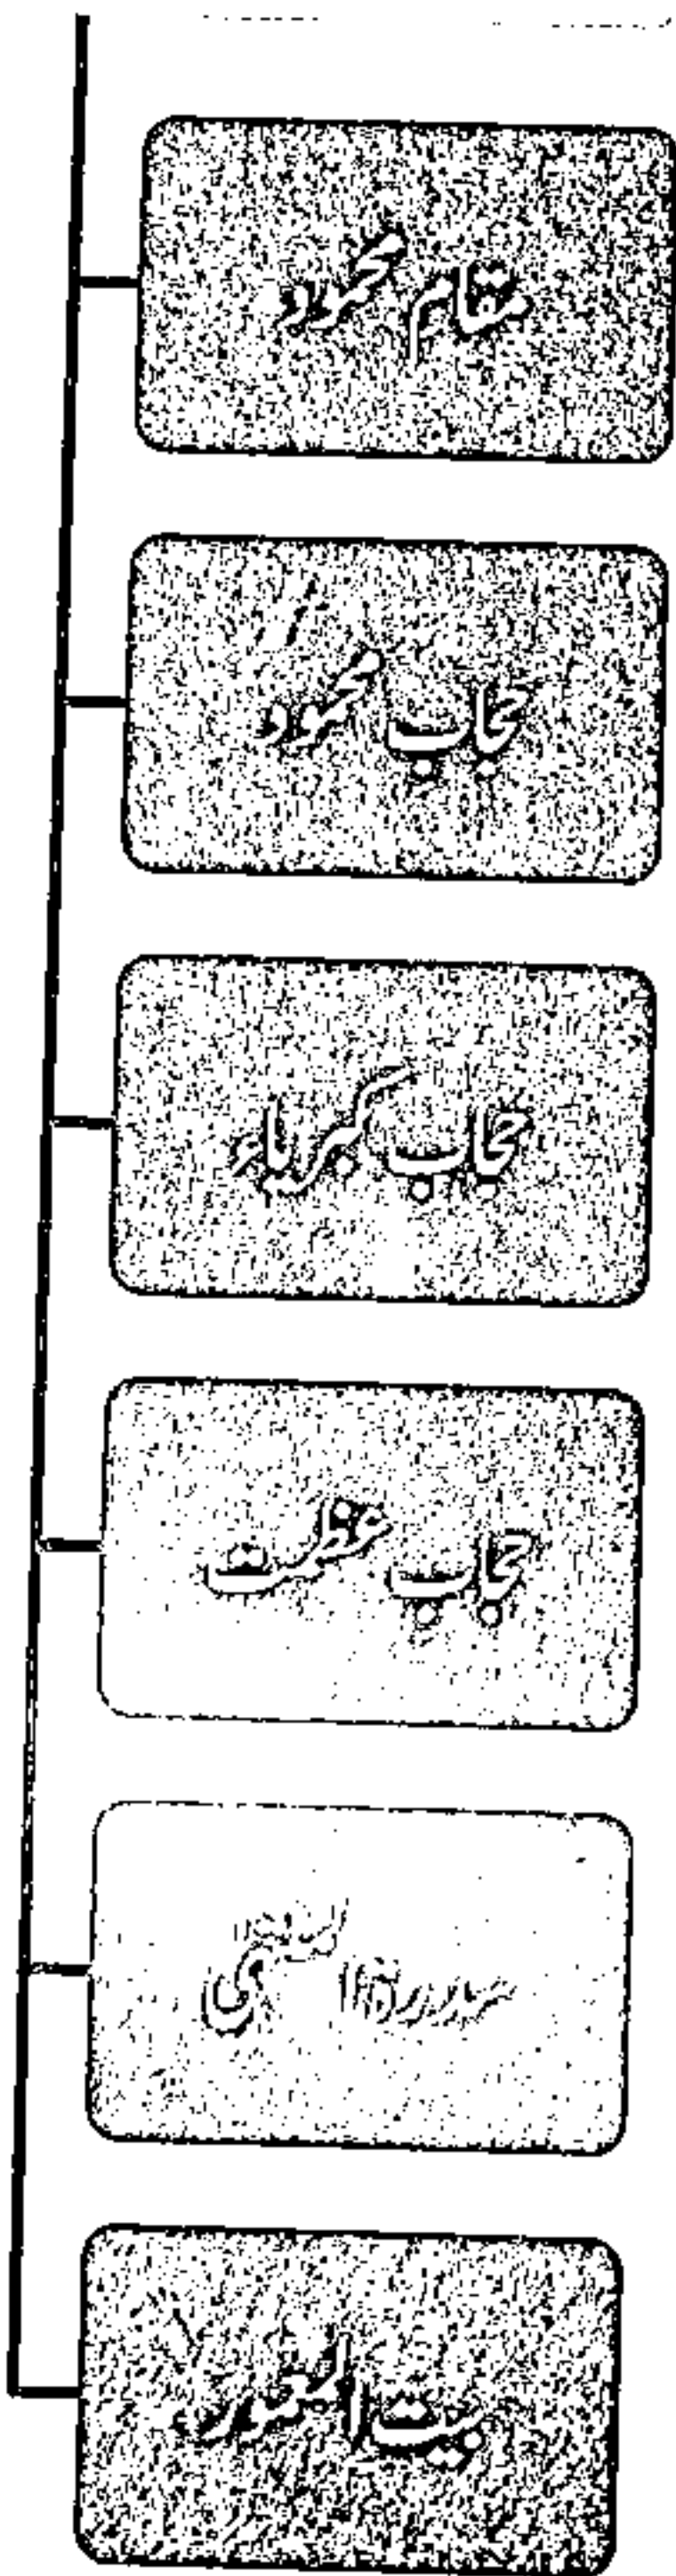 مقام محمود
حجاب محمود
حجاب کبریاء
حجاب عظمت
سدرۃ المنتہیٰ
بیت المعمور